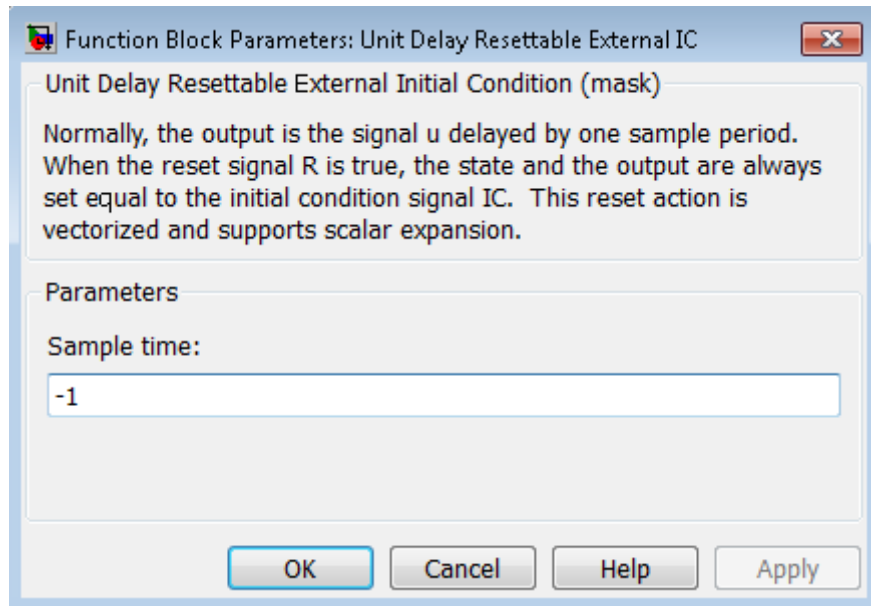 Function Block Parameters: Unit Delay Resettable External IC
Unit Delay Resettable External Initial Condition (mask)
Normally, the output is the signal u delayed by one sample period.
When the reset signal R is true, the state and the output are always
set equal to the initial condition signal IC.  This reset action is
vectorized and supports scalar expansion.
Parameters
Sample time:
-1
OK Cancel Help Apply